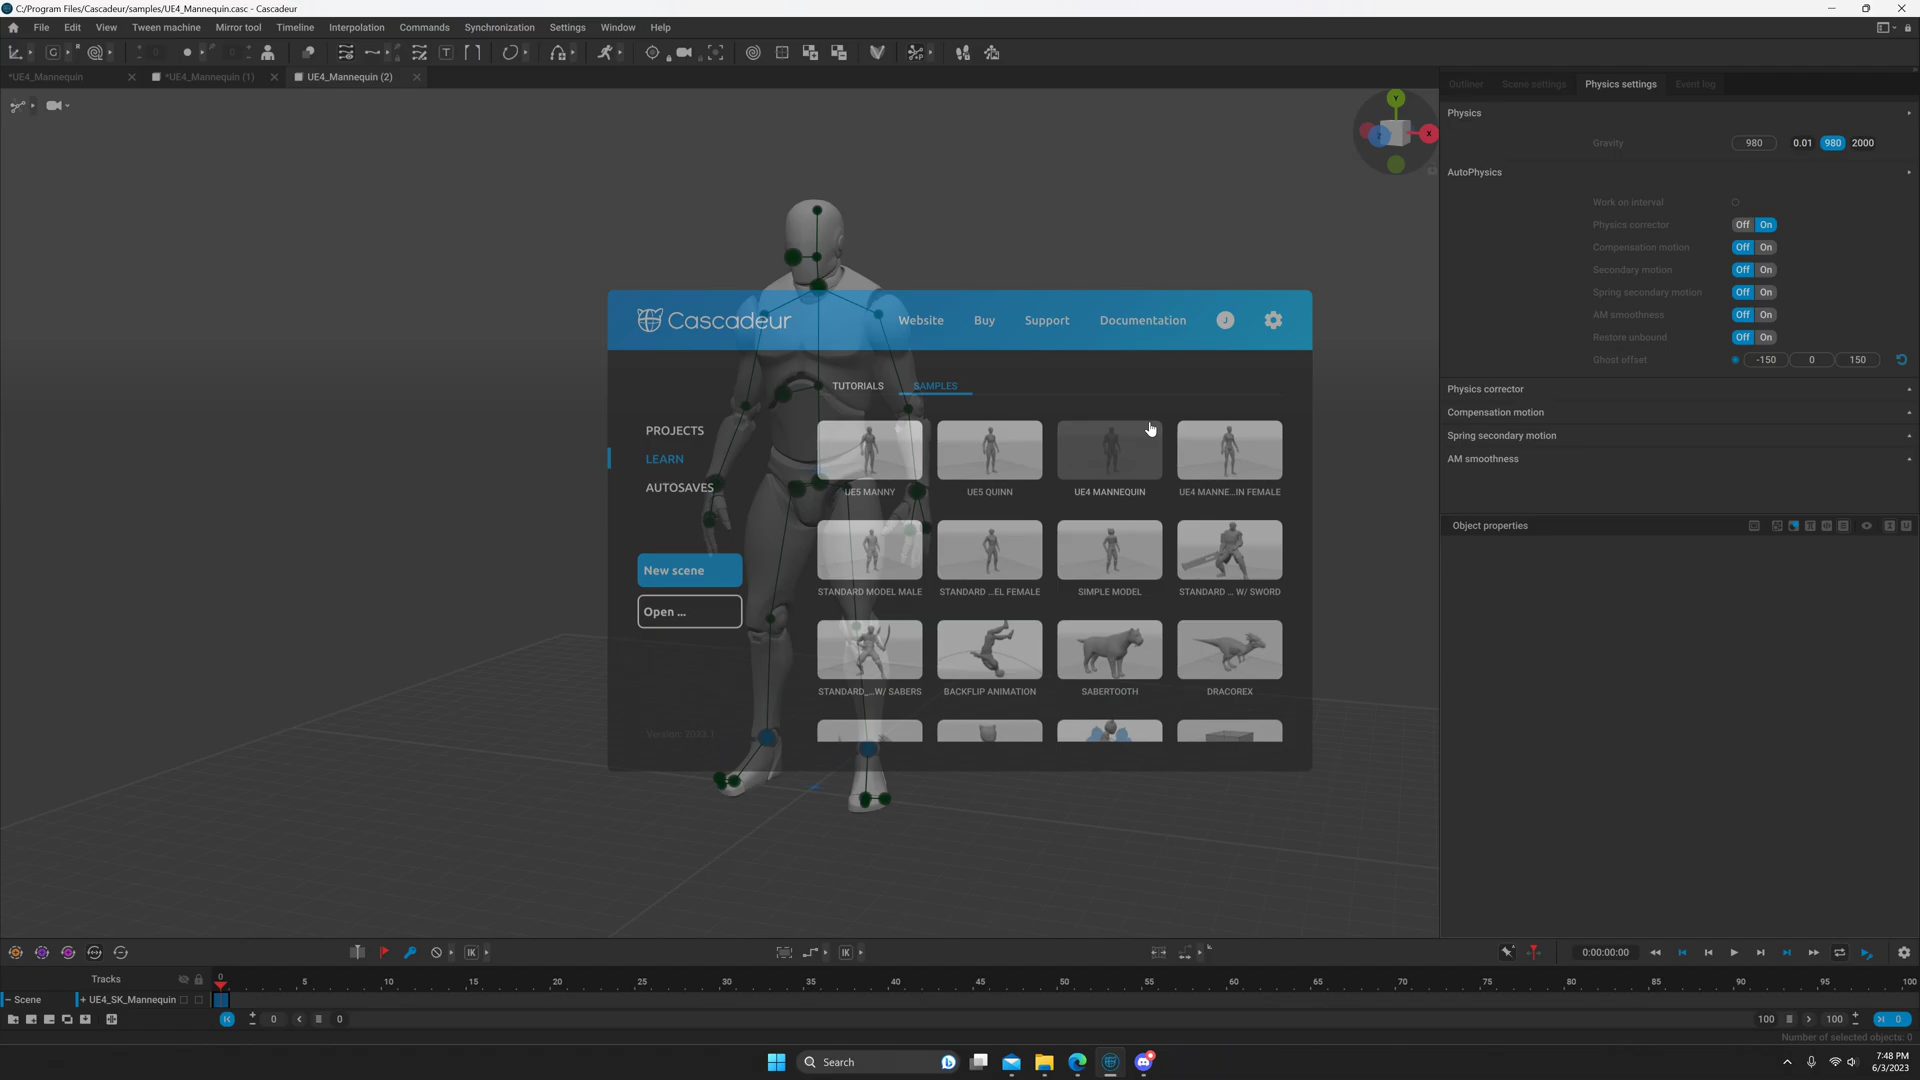 C:/Program Files/Cascadeur/samples/UE4_Mannequin.casc - Cascadeur
File Edit View Tween machine Mirror tool Timeline Interpolation Commands Synchronization Settings Window Help
*UE4_Mannequin *UE4_Mannequin (1) UE4_Mannequin (2)
Outliner Scene settings Physics settings Event log
Y
X
Z
Physics
Gravity 980 0.01 980 2000
AutoPhysics
Work on interval
Physics corrector Off On
Compensation motion Off On
Secondary motion Off On
Spring secondary motion Off On
AM smoothness Off On
Restore unbound Off On
Ghost offset -150 0 150
Physics corrector
Compensation motion
Spring secondary motion
AM smoothness
Object properties
Cascadeur Website Buy Support Documentation J
TUTORIALS SAMPLES
PROJECTS
LEARN
AUTOSAVES
New scene
Open ...
Version: 2023.1
UE5 MANNY UE5 QUINN UE4 MANNEQUIN UE4 MANNE...IN FEMALE
STANDARD MODEL MALE STANDARD ...EL FEMALE SIMPLE MODEL STANDARD ... W/ SWORD
STANDARD_...W/ SABERS BACKFLIP ANIMATION SABERTOOTH DRACOREX
IK IK 0:00:00:00
Tracks 0 5 10 15 20 25 30 35 40 45 50 55 60 65 70 75 80 85 90 95 100
Scene + UE4_SK_Mannequin
0 0 100 100 0
Number of selected objects: 0
Search
7:48 PM
6/3/2023